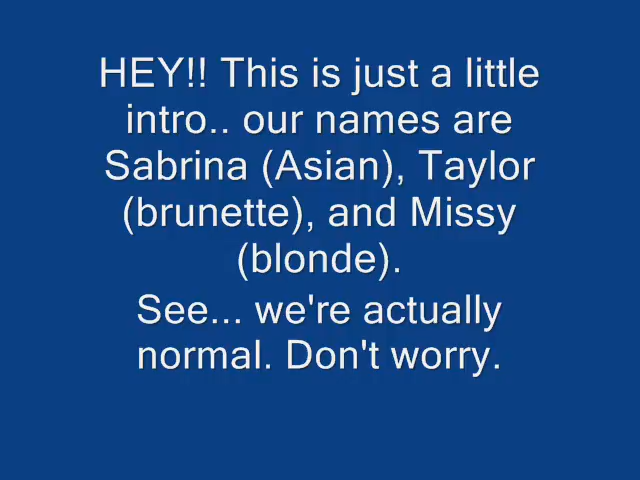 HEY!! This is just a little
intro.. our names are
Sabrina (Asian), Taylor
(brunette), and Missy
(blonde).
See... we're actually
normal. Don't worry.